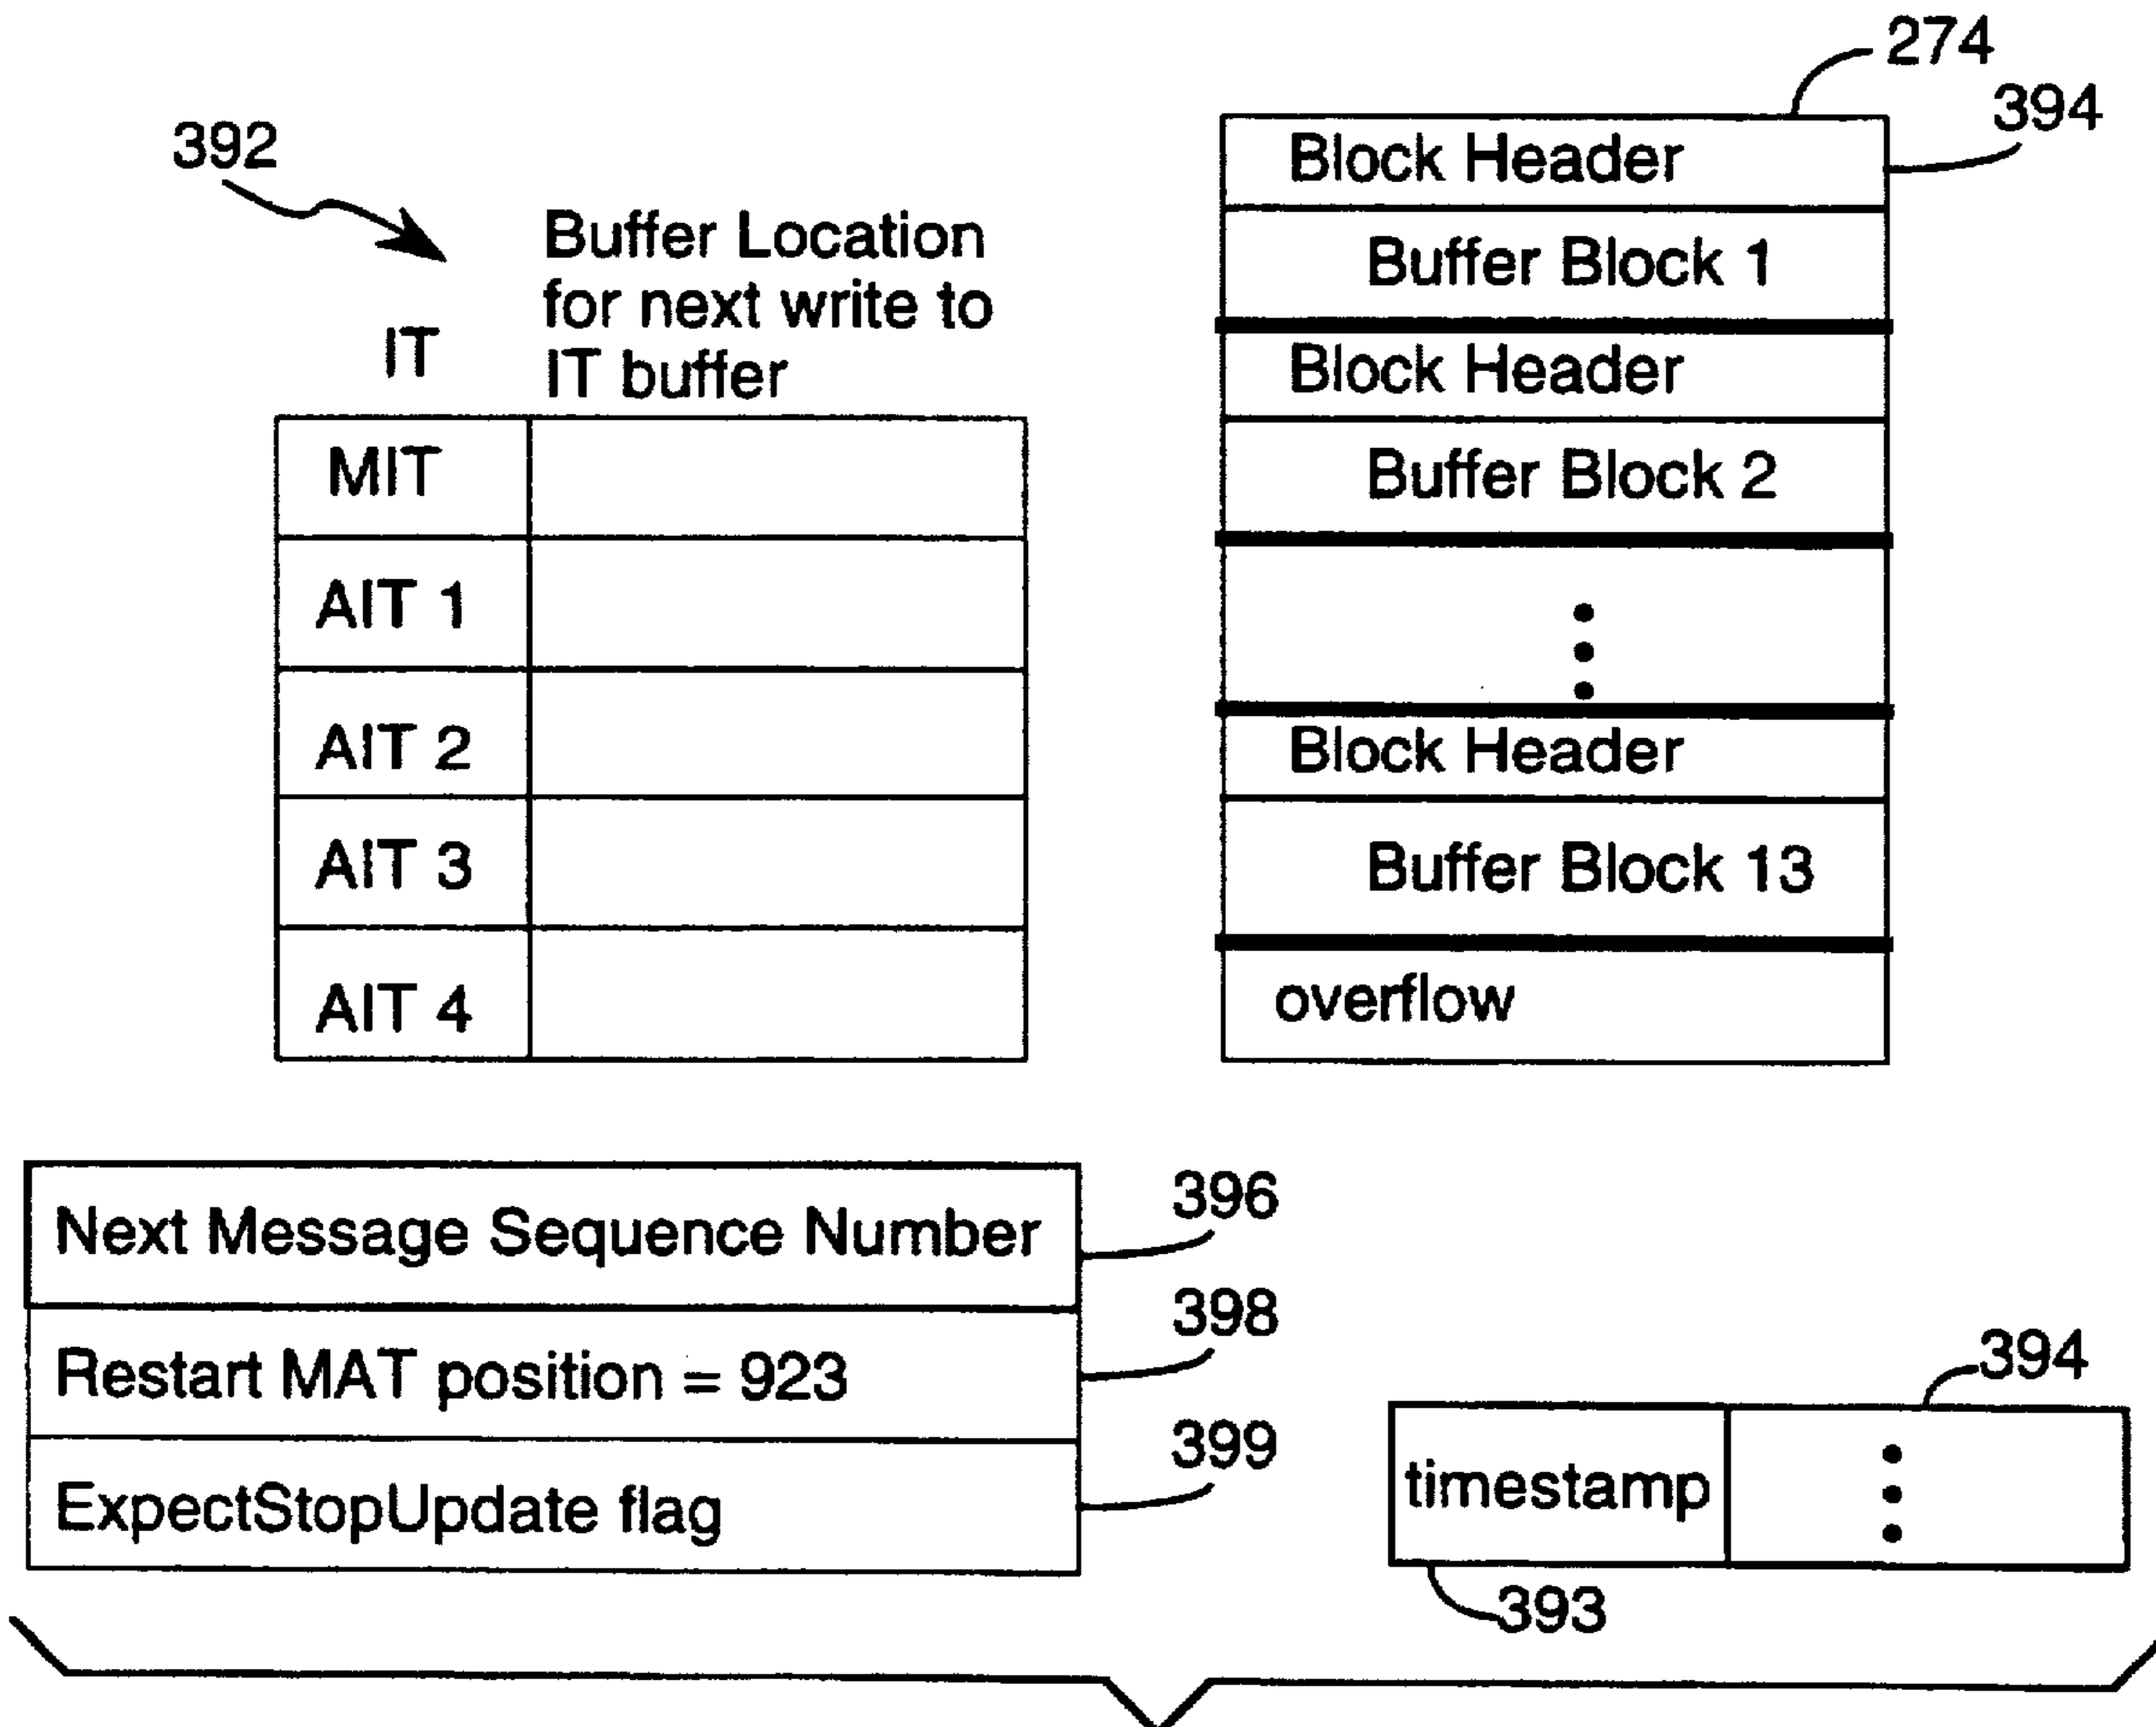 274
394
392
Buffer Location
for next write to
IT buffer
IT
MIT
AIT 1
AIT 2
AIT 3
AIT 4
Block Header
Buffer Block 1
Block Header
Buffer Block 2
Block Header
Buffer Block 13
overflow
Next Message Sequence Number
396
Restart MAT position = 923
398
ExpectStopUpdate flag
399
394
timestamp
393